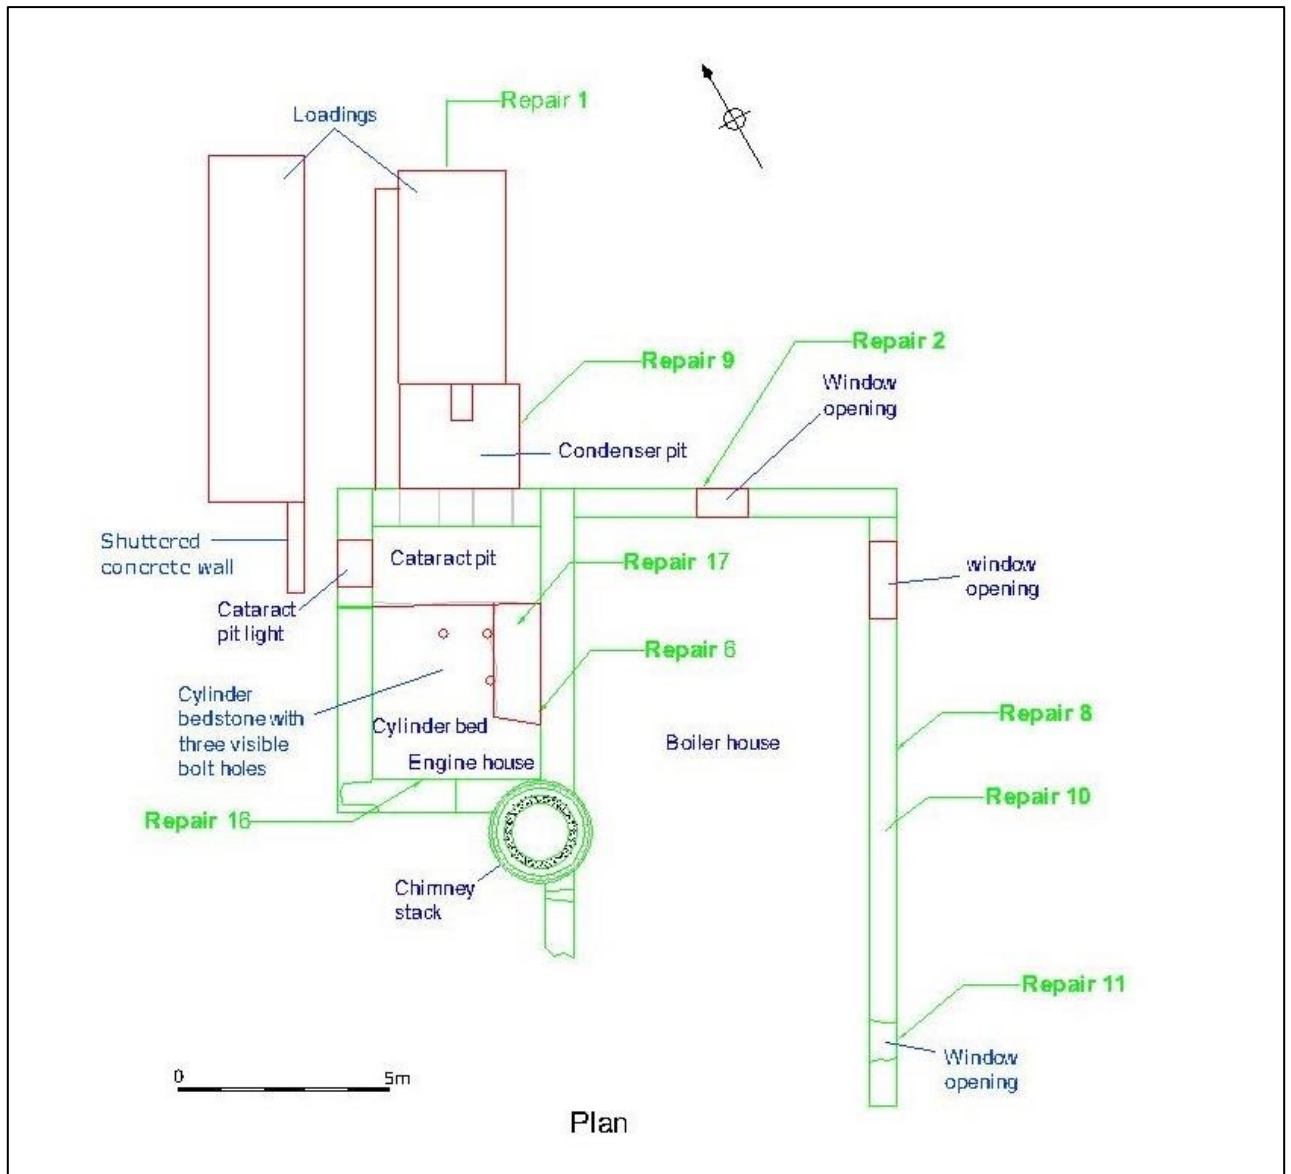 Repair 1
Loadings
Repair 2
Repair 9
Window
opening
Condenser pit
Shuttered
concrete wall
Cataract pit
Repair 17
window
opening
Cataract
pit light
Repair 6
Cylinder
bedstone with
three visible
bolt holes
Cylinder bed
Repair 8
Boiler house
Engine house
Repair 10
Repair 16
Chimney
stack
Repair 11
Window
opening
0 5m
Plan